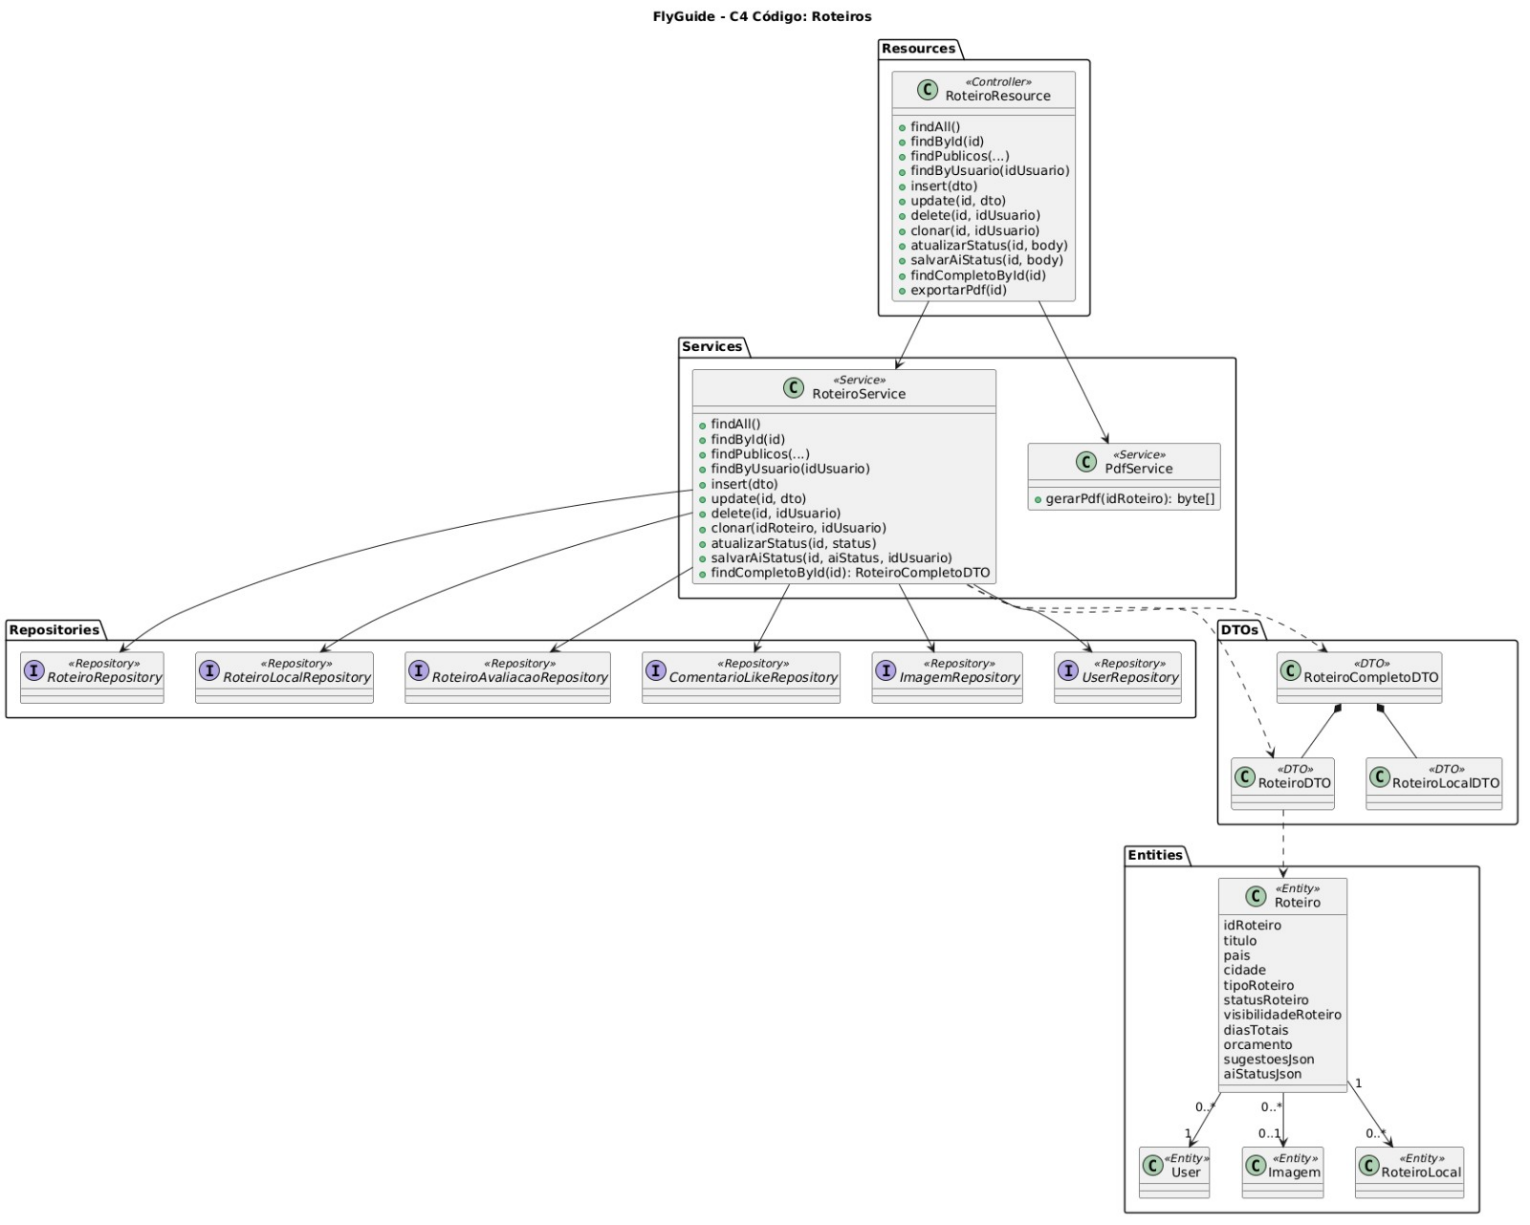 FlyGuide - C4 Código: Roteiros
Resources
C
«Controller»
RoteiroResource
findAll()
findById(id)
findPublicos(...)
findByUsuario(idUsuario)
insert(dto)
update(id, dto)
delete(id, idUsuario)
clonar(id, idUsuario)
atualizarStatus(id, body)
salvarAiStatus(id, body)
findCompletoById(id)
exportarPdf(id)
Services
C
«Service»
RoteiroService
findAll()
findById(id)
findPublicos(...)
findByUsuario(idUsuario)
insert(dto)
update(id, dto)
delete(id, idUsuario)
clonar(idRoteiro, idUsuario)
atualizarStatus(id, status)
salvarAiStatus(id, aiStatus, idUsuario)
findCompletoById(id): RoteiroCompletoDTO
C
«Service»
PdfService
gerarPdf(idRoteiro): byte[]
Repositories
I
«Repository»
RoteiroRepository
I
«Repository»
RoteiroLocalRepository
I
«Repository»
RoteiroAvaliacaoRepository
I
«Repository»
ComentarioLikeRepository
I
«Repository»
ImagemRepository
I
«Repository»
UserRepository
DTOs
C
«DTO»
RoteiroCompletoDTO
C
«DTO»
RoteiroDTO
C
«DTO»
RoteiroLocalDTO
Entities
C
«Entity»
Roteiro
idRoteiro
titulo
pais
cidade
tipoRoteiro
statusRoteiro
visibilidadeRoteiro
diasTotais
orcamento
sugestoesJson
aiStatusJson
0..*
1
0..*
0..1
1
0..*
C
«Entity»
User
C
«Entity»
Imagem
C
«Entity»
RoteiroLocal